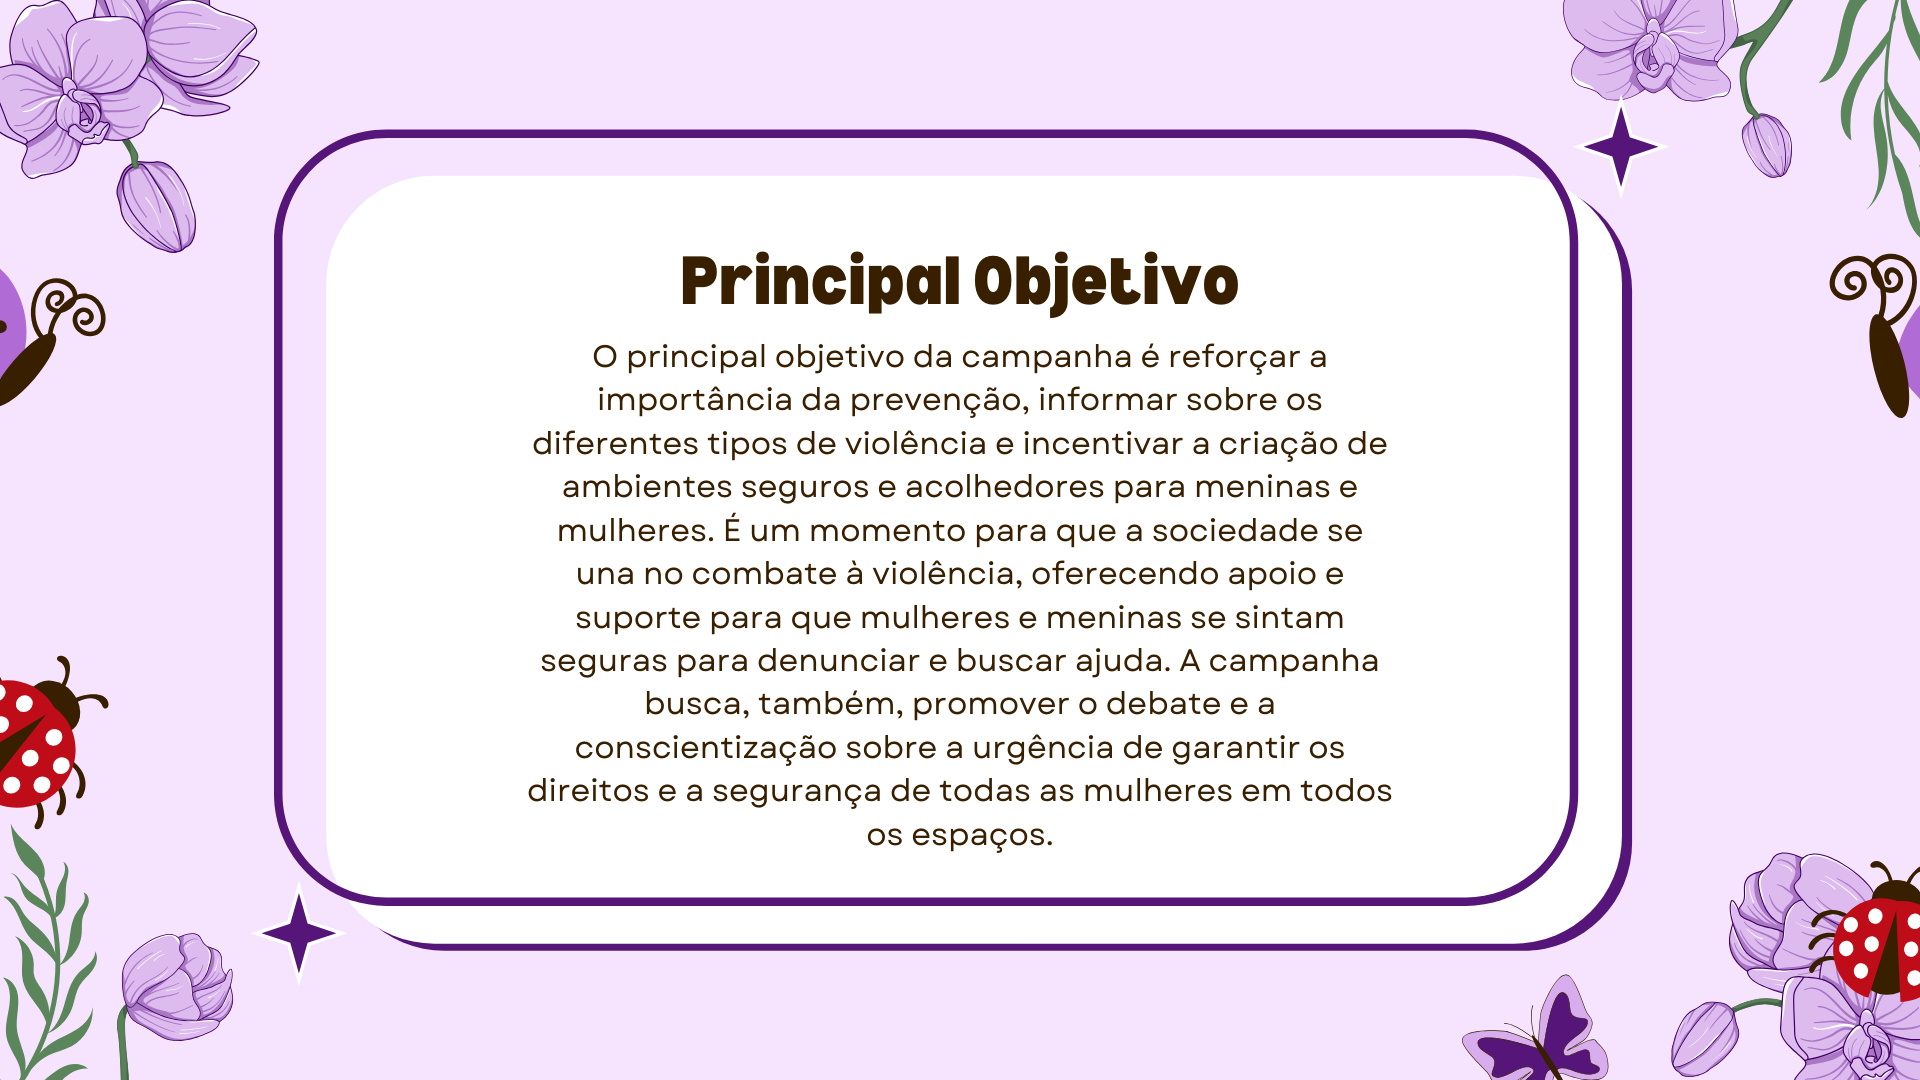 Principal Objetivo
O principal objetivo da campanha é reforçar a
importância da prevenção, informar sobre os
diferentes tipos de violência e incentivar a criação de
ambientes seguros e acolhedores para meninas e
mulheres. É um momento para que a sociedade se
una no combate à violência, oferecendo apoio e
suporte para que mulheres e meninas se sintam
seguras para denunciar e buscar ajuda. A campanha
busca, também, promover o debate e a
conscientização sobre a urgência de garantir os
direitos e a segurança de todas as mulheres em todos
os espaços.